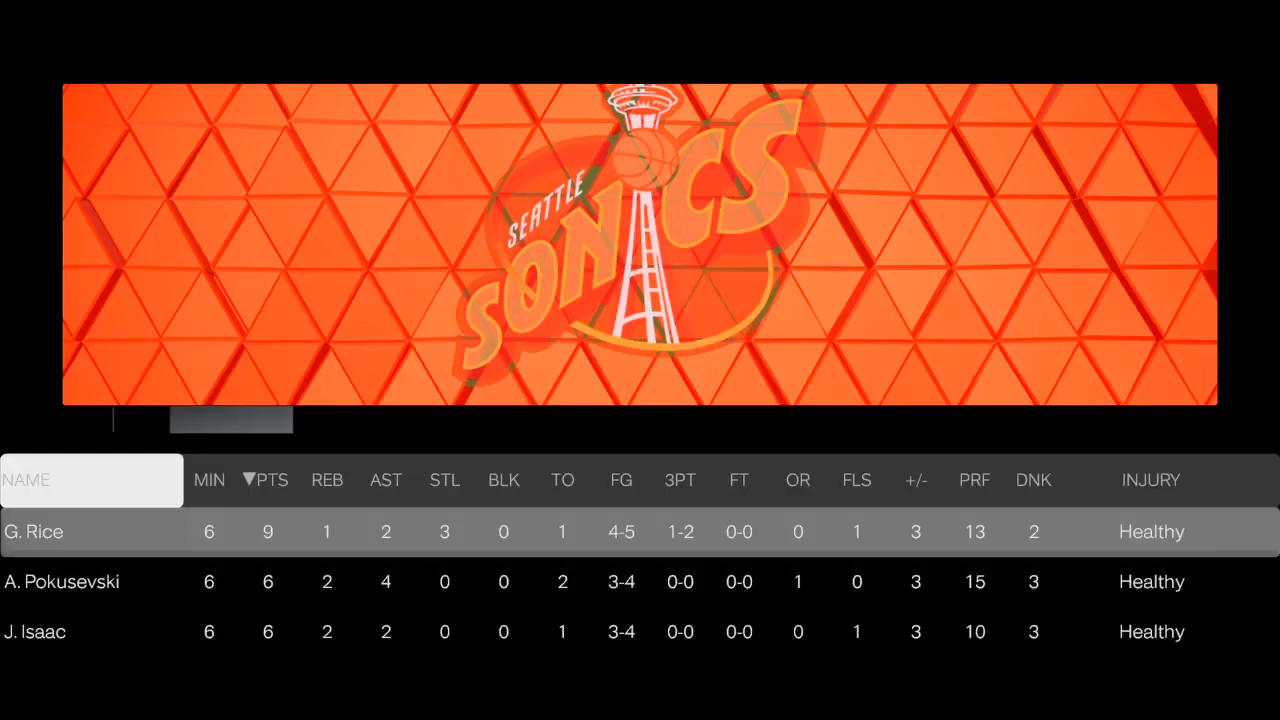 SEATTLE
SONICS
NAME MIN ▼PTS REB AST STL BLK TO FG 3PT FT OR FLS +/- PRF DNK INJURY
G. Rice 6 9 1 2 3 0 1 4-5 1-2 0-0 0 1 3 13 2 Healthy
A. Pokusevski 6 6 2 4 0 0 2 3-4 0-0 0-0 1 0 3 15 3 Healthy
J. Isaac 6 6 2 2 0 0 1 3-4 0-0 0-0 0 1 3 10 3 Healthy